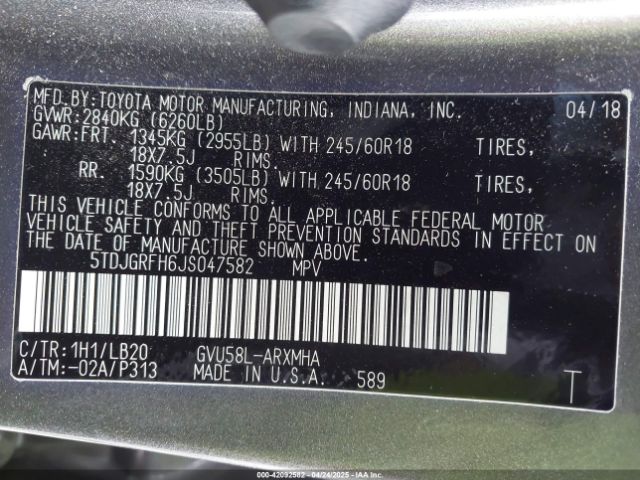 MFD.BY:TOYOTA MOTOR MANUFACTURING, INDIANA, INC. 04/18
GVWR:2840KG (6260LB)
GAWR:FRT. 1345KG (2955LB) WITH 245/60R18 TIRES,
18X7.5J RIMS.
RR. 1590KG (3505LB) WITH 245/60R18 TIRES,
18X7.5J RIMS.
THIS VEHICLE CONFORMS TO ALL APPLICABLE FEDERAL MOTOR
VEHICLE SAFETY AND THEFT PREVENTION STANDARDS IN EFFECT ON
THE DATE OF MANUFACTURE SHOWN ABOVE.
5TDJGRFH6JS047582 MPV
C/TR:1H1/LB20 GVU58L-ARXMHA
A/TM:-02A/P313 MADE IN U.S.A. 589 T
000-42092582 - 04/24/2025 - IAAI.COM